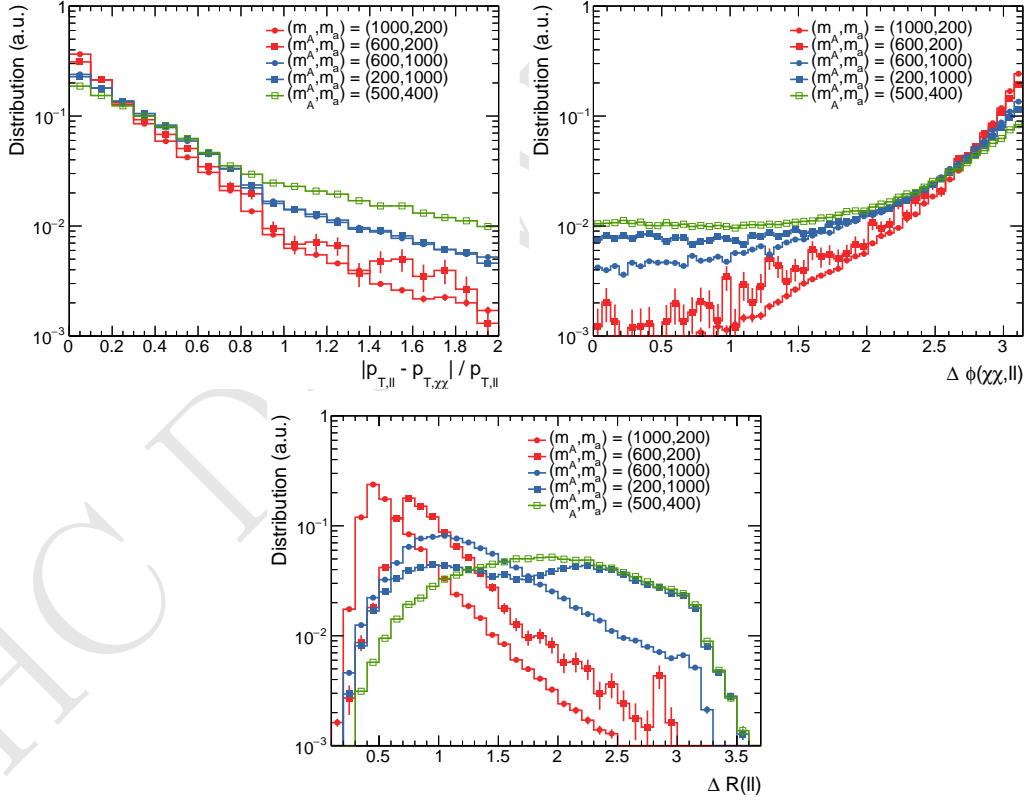 Distribution (a.u.)
1
10⁻¹
10⁻²
10⁻³
0 0.2 0.4 0.6 0.8 1 1.2 1.4 1.6 1.8 2
|p_T,ll - p_T,χχ| / p_T,ll
(m_A,m_a) = (1000,200)
(m_A,m_a) = (600,200)
(m_A,m_a) = (600,1000)
(m_A,m_a) = (200,1000)
(m_A,m_a) = (500,400)
Distribution (a.u.)
1
10⁻¹
10⁻²
10⁻³
0 0.5 1 1.5 2 2.5 3
Δ ϕ(χχ,ll)
(m_A,m_a) = (1000,200)
(m_A,m_a) = (600,200)
(m_A,m_a) = (600,1000)
(m_A,m_a) = (200,1000)
(m_A,m_a) = (500,400)
Distribution (a.u.)
1
10⁻¹
10⁻²
10⁻³
0.5 1 1.5 2 2.5 3 3.5
Δ R(ll)
(m_A,m_a) = (1000,200)
(m_A,m_a) = (600,200)
(m_A,m_a) = (600,1000)
(m_A,m_a) = (200,1000)
(m_A,m_a) = (500,400)
HC D